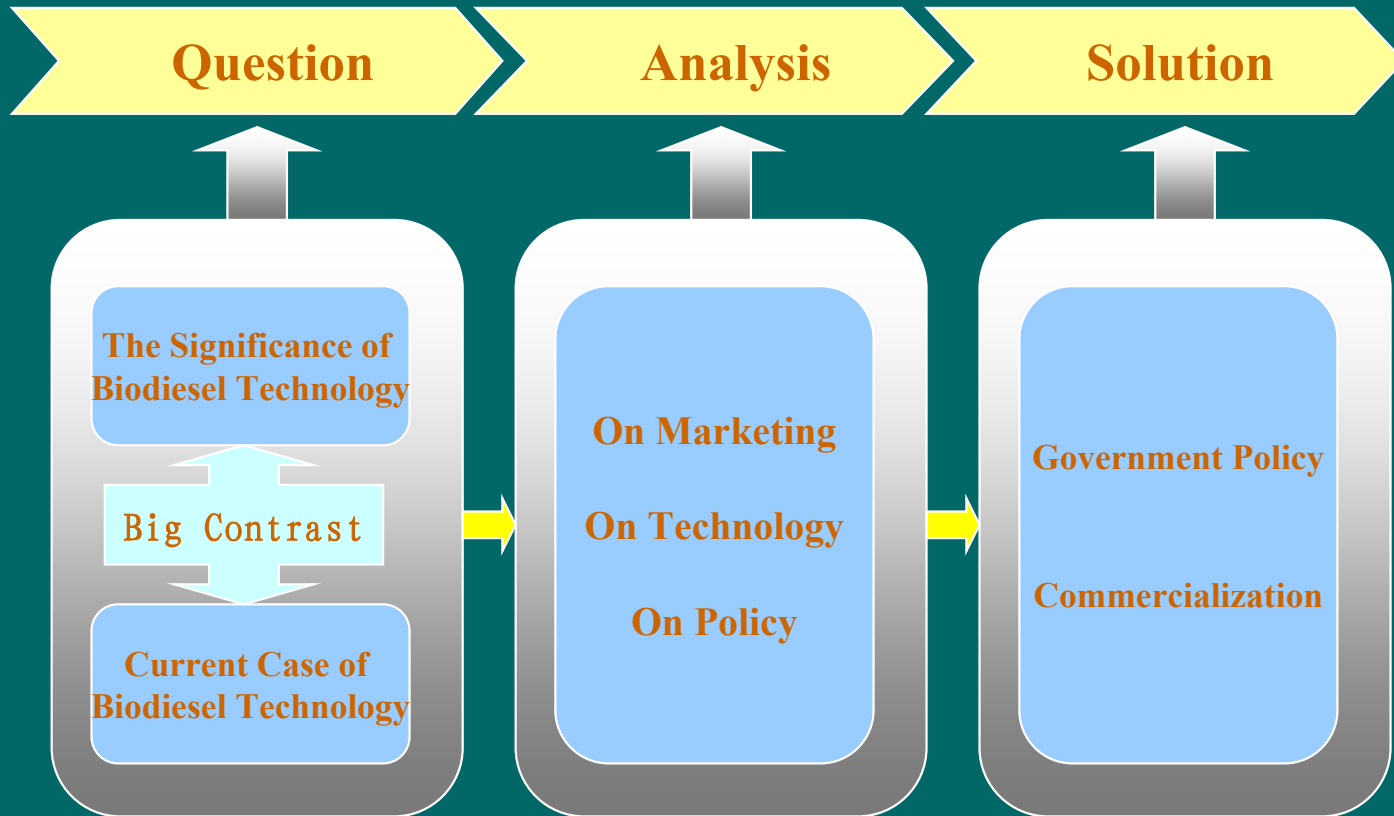 Question
Analysis
Solution
The Significance of
Biodiesel Technology
Big Contrast
Current Case of
Biodiesel Technology
On Marketing
On Technology
On Policy
Government Policy
Commercialization